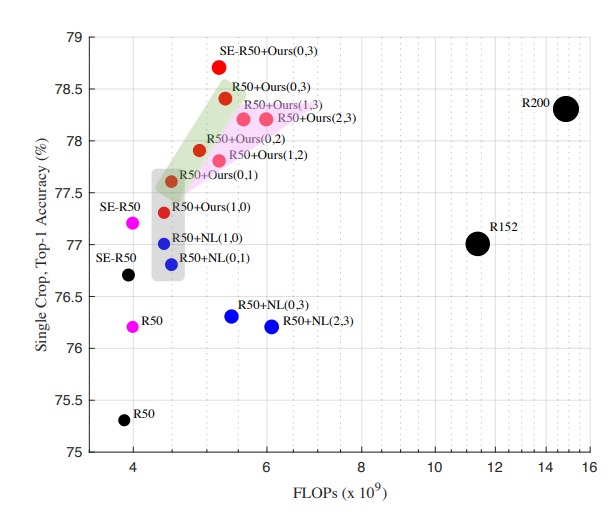 79
SE-R50+Ours(0,3)
78.5
R50+Ours(0,3)
R50+Ours(1,3)
R50+Ours(2,3)
R200
78
R50+Ours(0,2)
R50+Ours(1,2)
77.5
R50+Ours(0,1)
SE-R50
R50+Ours(1,0)
R152
77
R50+NL(1,0)
SE-R50
R50+NL(0,1)
76.5
R50+NL(0,3)
R50
R50+NL(2,3)
76
75.5
R50
75
Single Crop, Top-1 Accuracy (%)
4 6 8 10 12 14 16
FLOPs (x 10⁹)